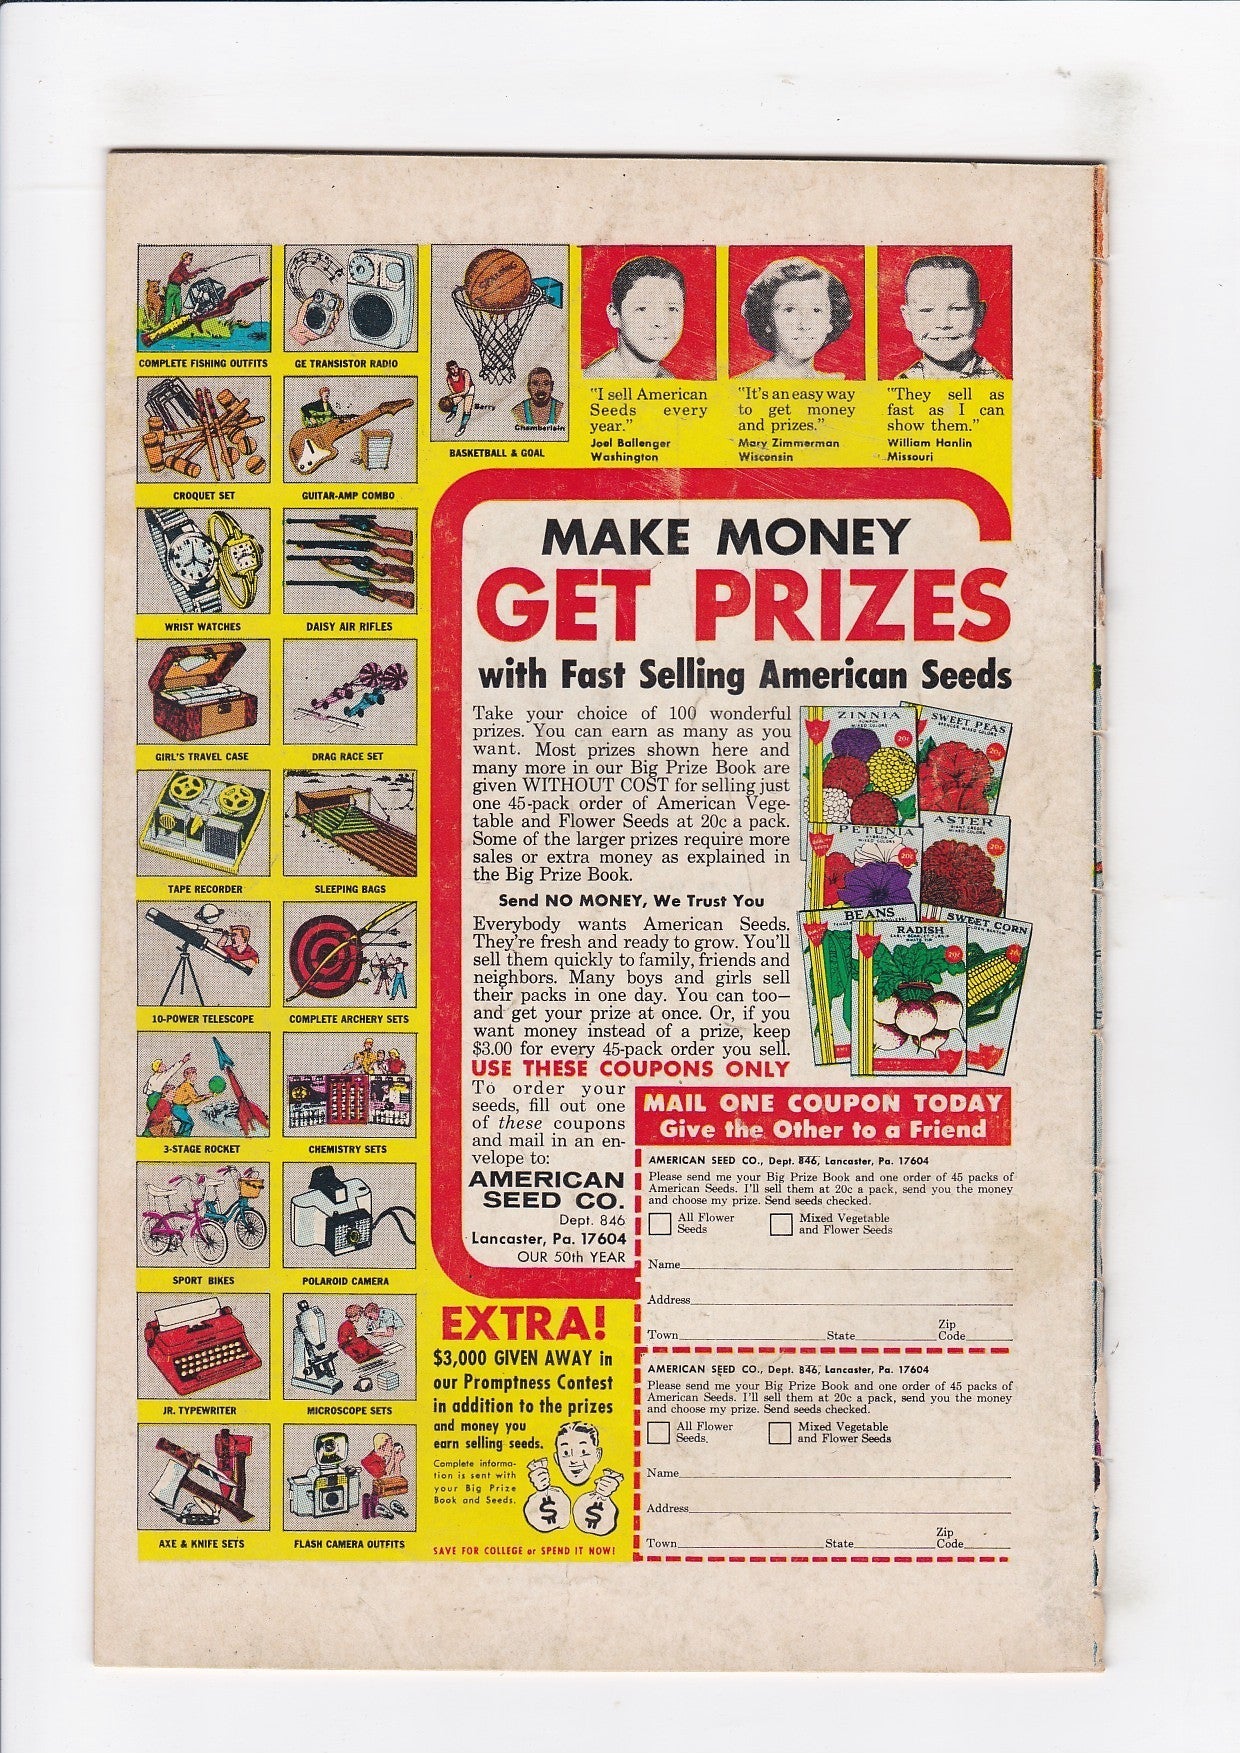 COMPLETE FISHING OUTFITS
GE TRANSISTOR RADIO
SPALDING
Barry
Chamberlain
BASKETBALL & GOAL
CROQUET SET
GUITAR-AMP COMBO
WRIST WATCHES
DAISY AIR RIFLES
GIRL'S TRAVEL CASE
DRAG RACE SET
TAPE RECORDER
SLEEPING BAGS
10-POWER TELESCOPE
COMPLETE ARCHERY SETS
3-STAGE ROCKET
CHEMISTRY SETS
SPORT BIKES
POLAROID CAMERA
JR. TYPEWRITER
MICROSCOPE SETS
AXE & KNIFE SETS
FLASH CAMERA OUTFITS
"I sell American
Seeds every
year."
Joel Ballenger
Washington
"It's an easy way
to get money
and prizes."
Mary Zimmerman
Wisconsin
"They sell as
fast as I can
show them."
William Hanlin
Missouri
MAKE MONEY
GET PRIZES
with Fast Selling American Seeds
Take your choice of 100 wonderful
prizes. You can earn as many as you
want. Most prizes shown here and
many more in our Big Prize Book are
given WITHOUT COST for selling just
one 45-pack order of American Vege-
table and Flower Seeds at 20c a pack.
Some of the larger prizes require more
sales or extra money as explained in
the Big Prize Book.
Send NO MONEY, We Trust You
Everybody wants American Seeds.
They're fresh and ready to grow. You'll
sell them quickly to family, friends and
neighbors. Many boys and girls sell
their packs in one day. You can too—
and get your prize at once. Or, if you
want money instead of a prize, keep
$3.00 for every 45-pack order you sell.
USE THESE COUPONS ONLY
To order your
seeds, fill out one
of these coupons
and mail in an en-
velope to:
AMERICAN
SEED CO.
Dept. 846
Lancaster, Pa. 17604
OUR 50th YEAR
ZINNIA
MIXED COLORS
20c
SWEET PEAS
MIXED COLORS
20c
PETUNIA
MIXED COLORS
20c
ASTER
MIXED COLORS
20c
BEANS
RADISH
20c
SWEET CORN
MAIL ONE COUPON TODAY
Give the Other to a Friend
AMERICAN SEED CO., Dept. 846, Lancaster, Pa. 17604
Please send me your Big Prize Book and one order of 45 packs of
American Seeds. I'll sell them at 20c a pack, send you the money
and choose my prize. Send seeds checked.
All Flower
Seeds
Mixed Vegetable
and Flower Seeds
Name
Address
Town State Zip Code
AMERICAN SEED CO., Dept. 846, Lancaster, Pa. 17604
Please send me your Big Prize Book and one order of 45 packs of
American Seeds. I'll sell them at 20c a pack, send you the money
and choose my prize. Send seeds checked.
All Flower
Seeds.
Mixed Vegetable
and Flower Seeds
Name
Address
Town State Zip Code
EXTRA!
$3,000 GIVEN AWAY in
our Promptness Contest
in addition to the prizes
and money you
earn selling seeds.
Complete informa-
tion is sent with
your Big Prize
Book and Seeds.
$ $
SAVE FOR COLLEGE or SPEND IT NOW!